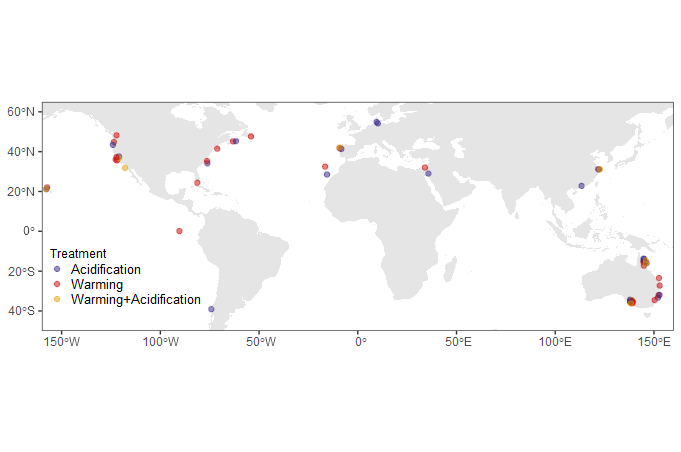 60°N
40°N
20°N
0°
20°S
40°S
Treatment
Acidification
Warming
Warming+Acidification
150°W
100°W
50°W
0°
50°E
100°E
150°E